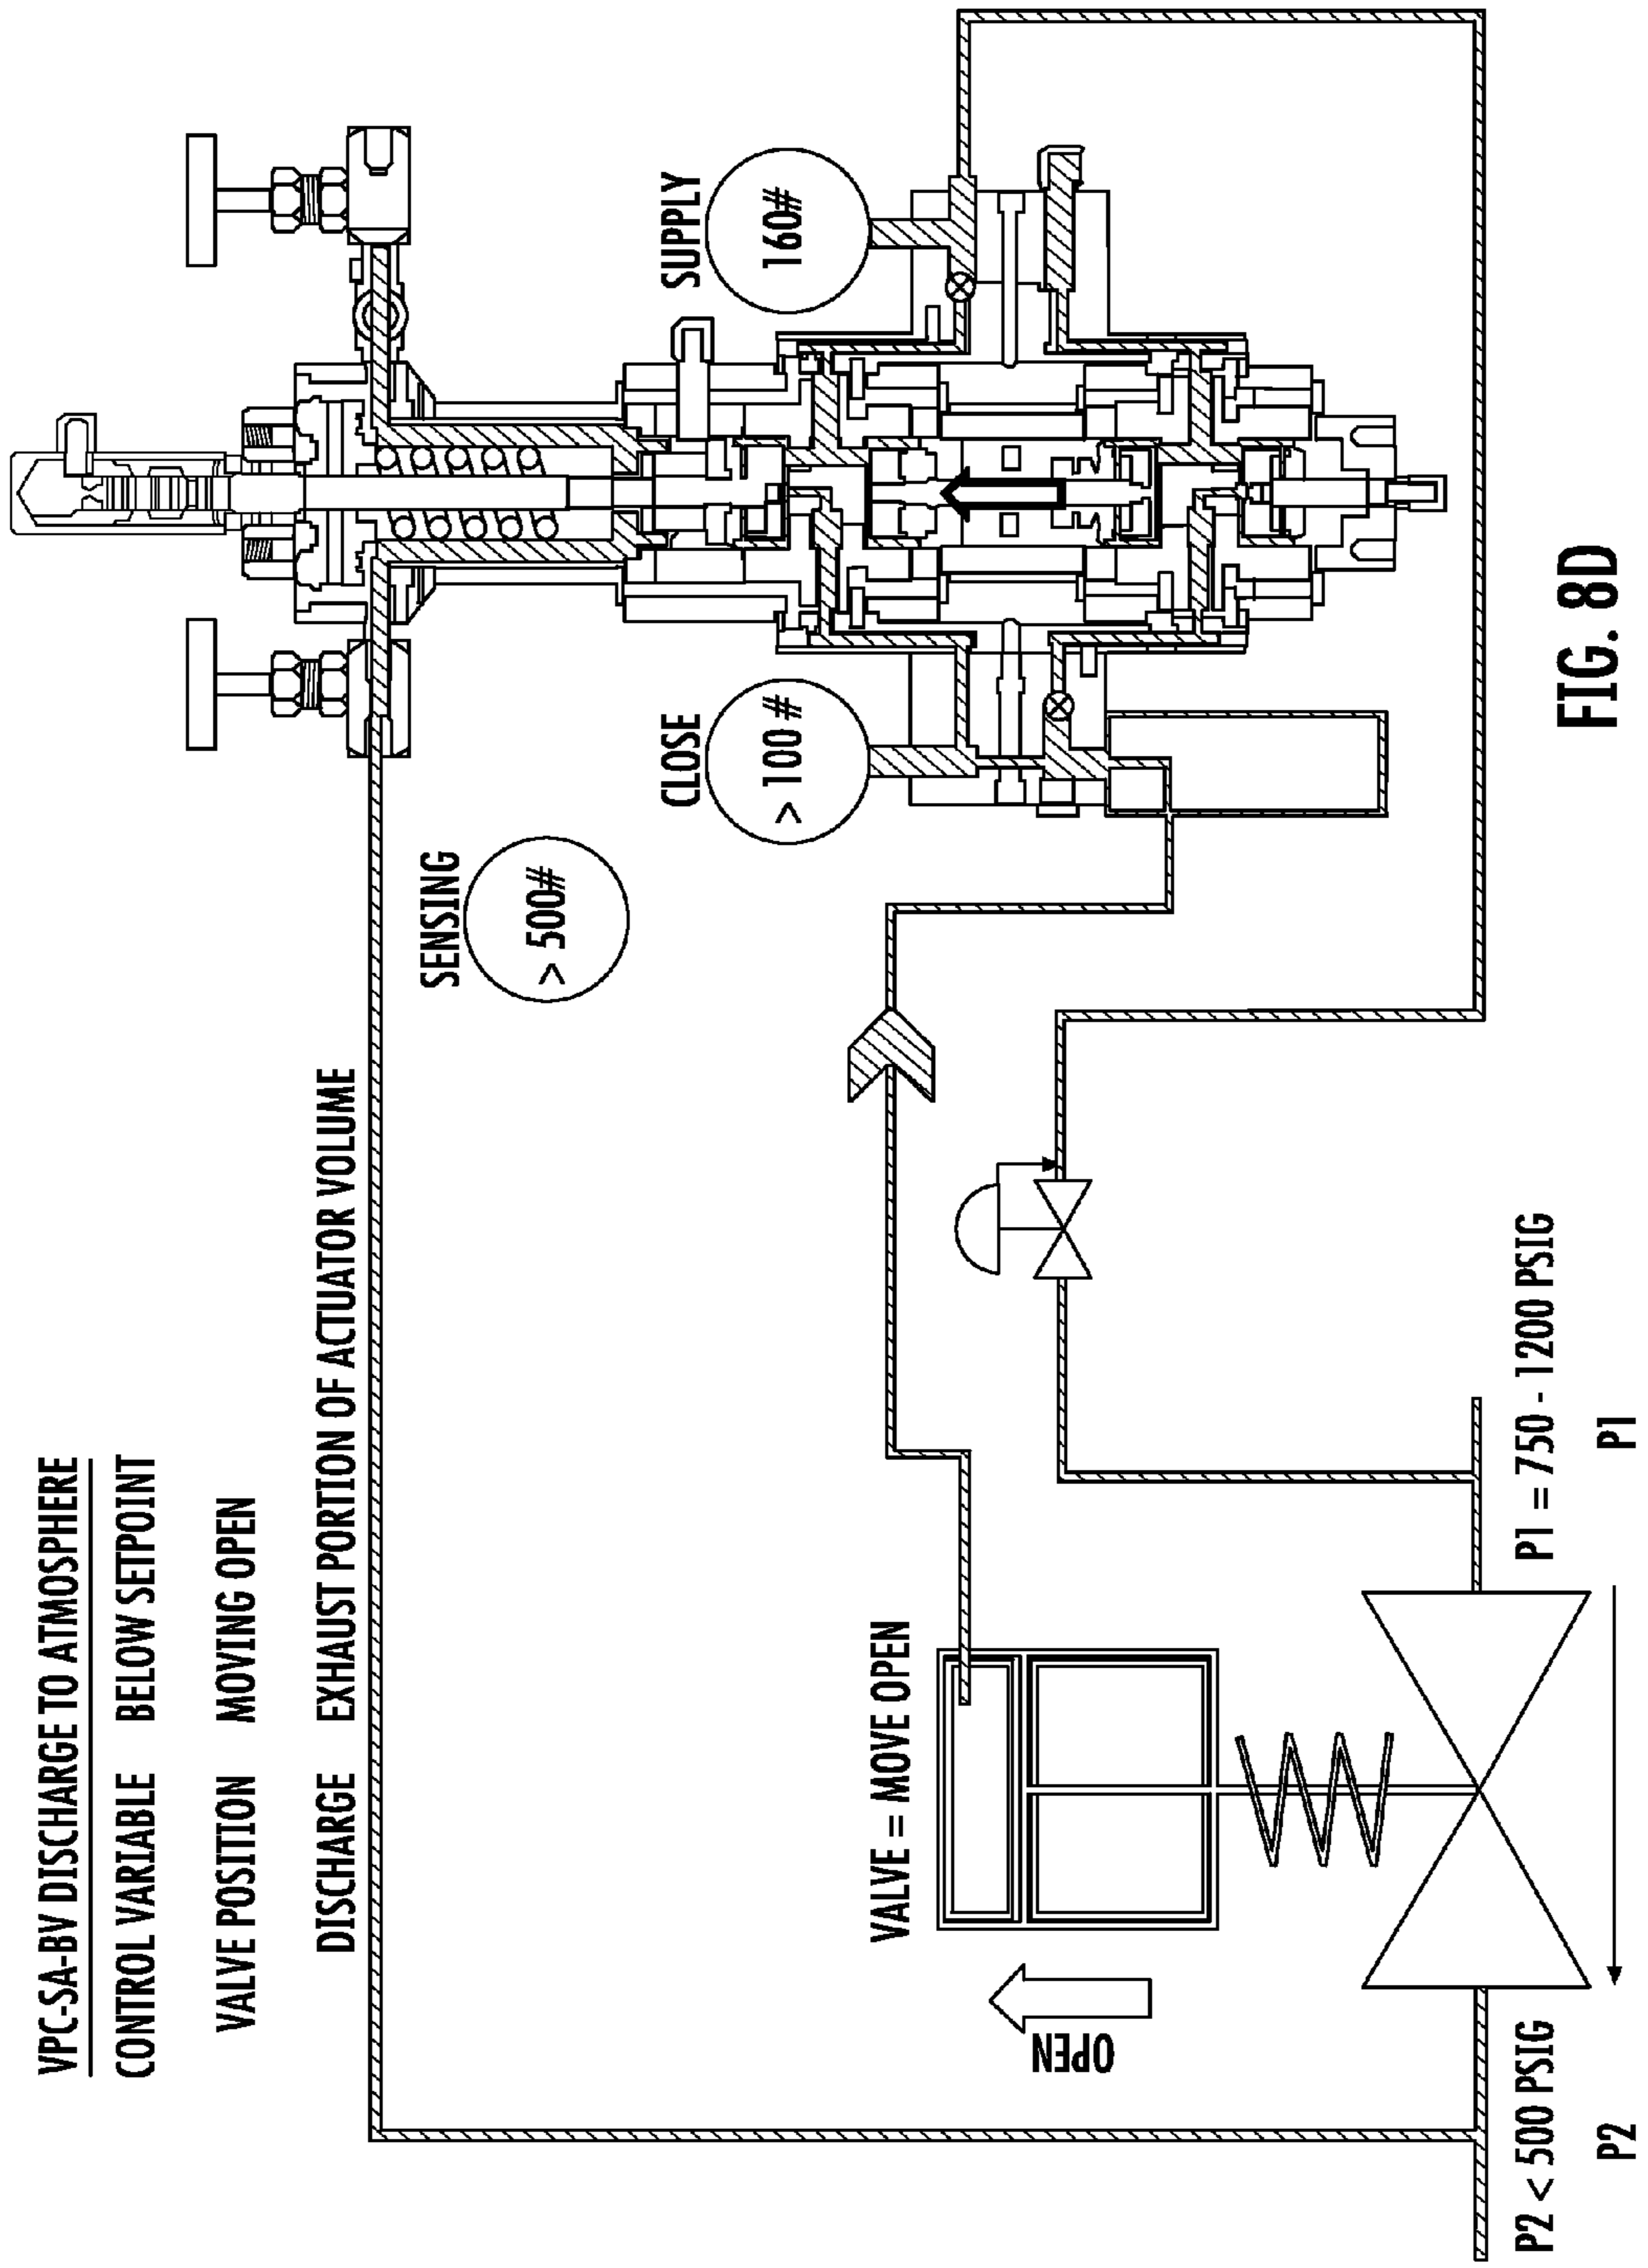 VPC-SA-BV DISCHARGE TO ATMOSPHERE
CONTROL VARIABLE BELOW SETPOINT
VALVE POSITION MOVING OPEN
DISCHARGE EXHAUST PORTION OF ACTUATOR VOLUME
SENSING
> 500#
CLOSE
> 100 #
SUPPLY
160#
VALVE = MOVE OPEN
OPEN
P2 < 500 PSIG
P1 = 750 - 1200 PSIG
P2
P1
FIG. 8D